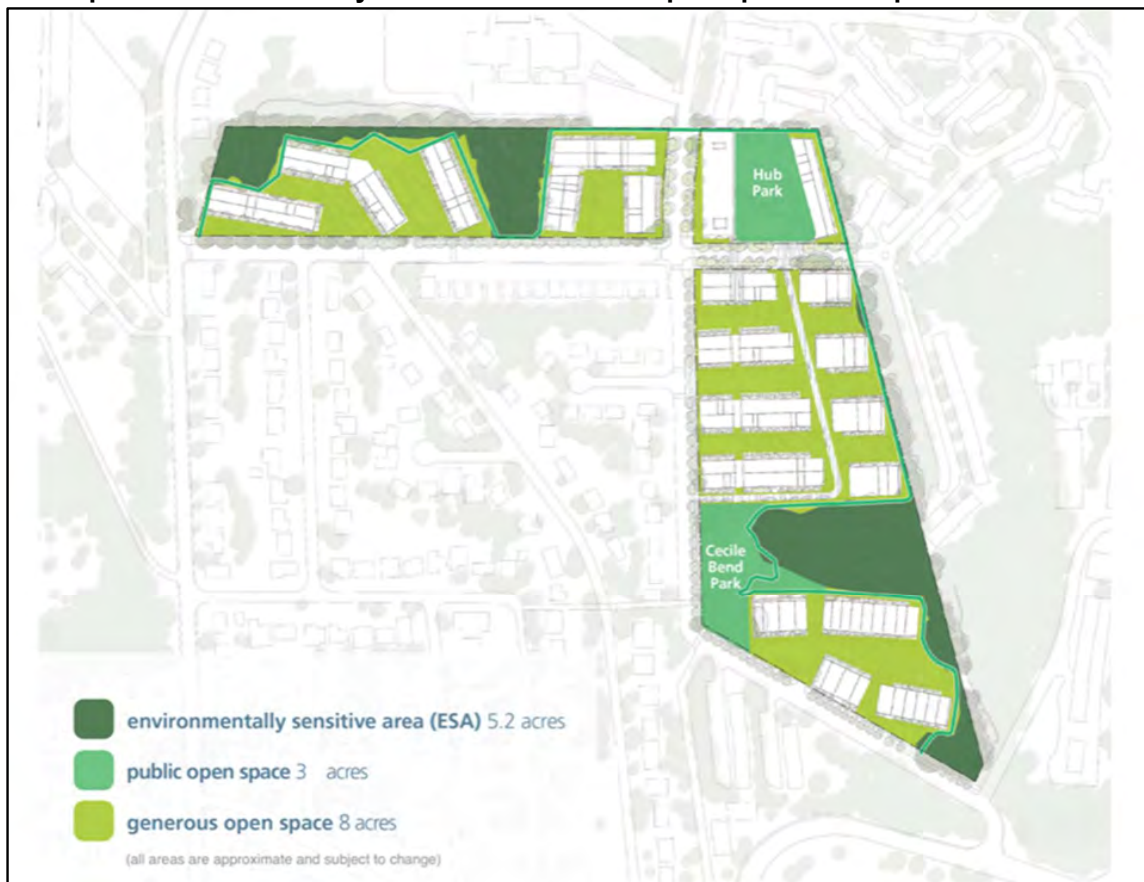 Hub
Park
Cecile
Bend
Park
environmentally sensitive area (ESA) 5.2 acres
public open space 3 acres
generous open space 8 acres
(all areas are approximate and subject to change)